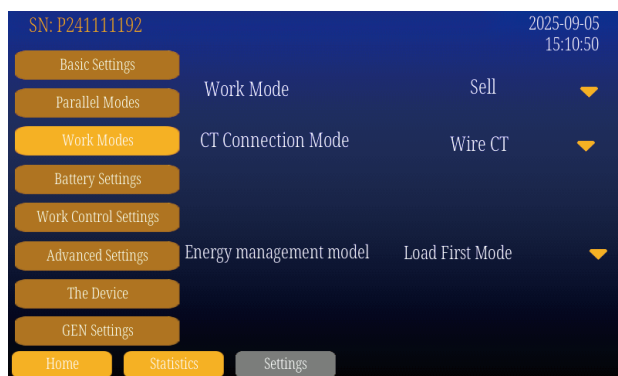 SN: P241111192
2025-09-05
15:10:50
Basic Settings
Parallel Modes
Work Modes
Battery Settings
Work Control Settings
Advanced Settings
The Device
GEN Settings
Work Mode Sell
CT Connection Mode Wire CT
Energy management model Load First Mode
Home Statistics Settings